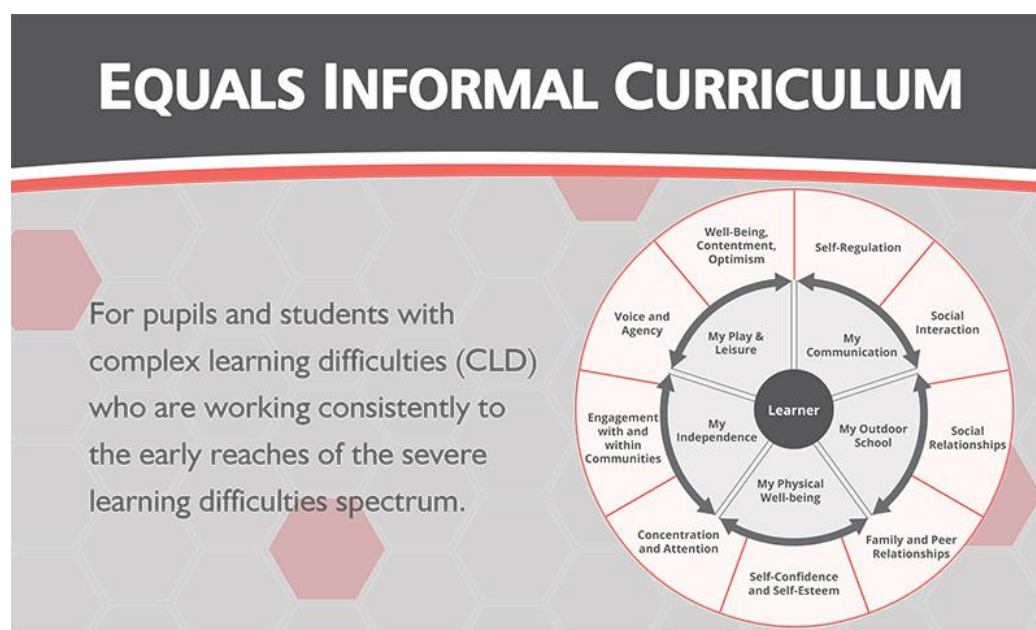 EQUALS INFORMAL CURRICULUM
For pupils and students with
complex learning difficulties (CLD)
who are working consistently to
the early reaches of the severe
learning difficulties spectrum.
Well-Being,
Contentment,
Optimism
Self-Regulation
Social
Interaction
Social
Relationships
Family and Peer
Relationships
Self-Confidence
and Self-Esteem
Concentration
and Attention
Engagement
with and
within
Communities
Voice and
Agency
My Play &
Leisure
My
Communication
My Outdoor
School
My Physical
Well-being
My
Independence
Learner